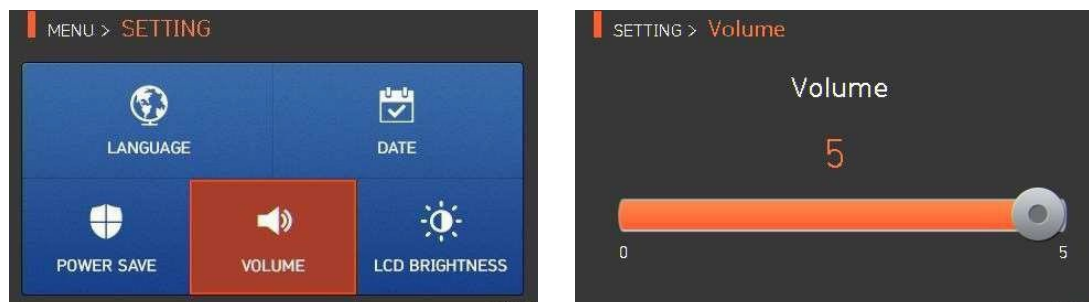 MENU > SETTING
LANGUAGE
DATE
POWER SAVE
VOLUME
LCD BRIGHTNESS
SETTING > Volume
Volume
5
0
5